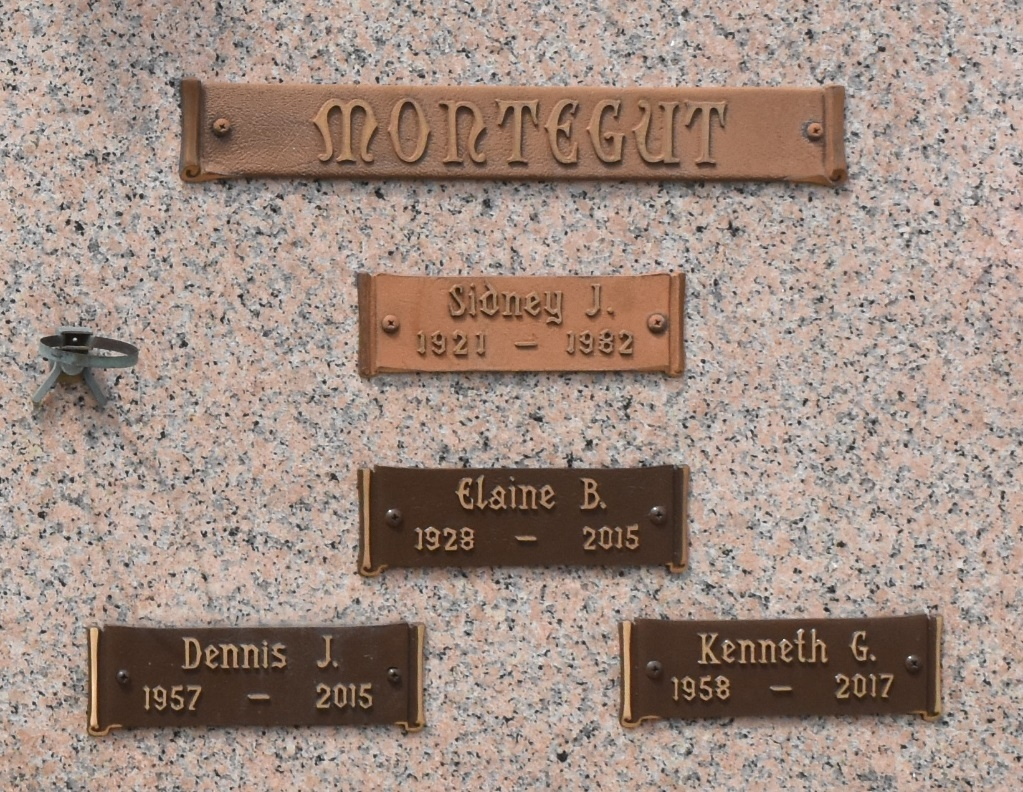 MONTEGUT
Sidney J.
1921 – 1982
Elaine B.
1928 – 2015
Dennis J.
1957 – 2015
Kenneth G.
1958 – 2017